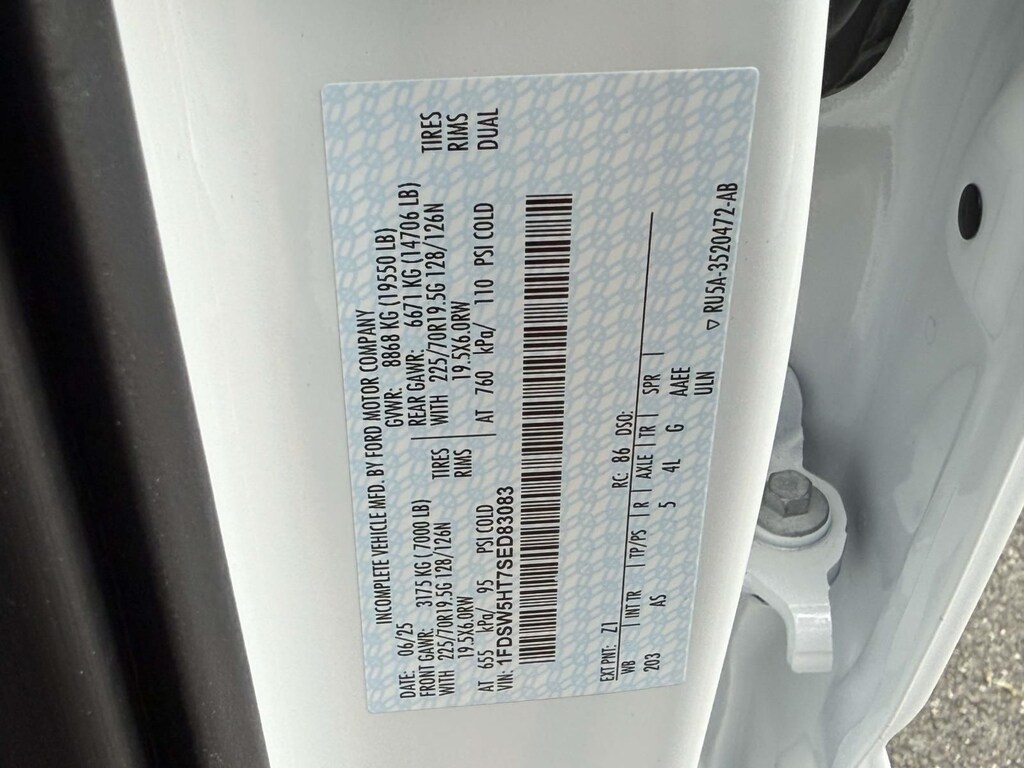 INCOMPLETE VEHICLE MFD. BY FORD MOTOR COMPANY
DATE: 06/25 GVWR: 8868 KG (19550 LB)
FRONT GAWR: 3175 KG (7000 LB) REAR GAWR: 6671 KG (14706 LB)
WITH 225/70R19.5G 128/126N TIRES WITH 225/70R19.5G 128/126N TIRES
19.5X6.0RW RIMS 19.5X6.0RW RIMS
AT 655 kPa/ 95 PSI COLD AT 760 kPa/ 110 PSI COLD DUAL
VIN: 1FDSW5HT7SED83083
EXT PNT: Z1 RC: 86 DSO:
WB | INT TR | TP/PS | R | AXLE | TR | SPR |
203 AS 5 4L G AAEE
ULN
▽ RU5A-3520472-AB